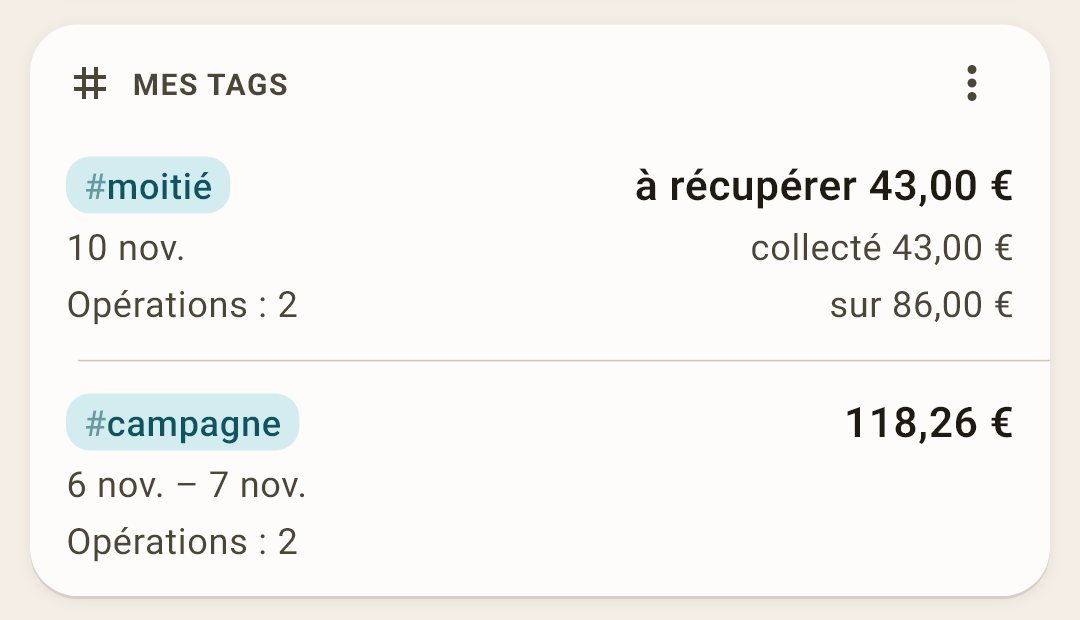 MES TAGS
#moitié
à récupérer 43,00 €
10 nov.
collecté 43,00 €
Opérations : 2
sur 86,00 €
#campagne
118,26 €
6 nov. – 7 nov.
Opérations : 2